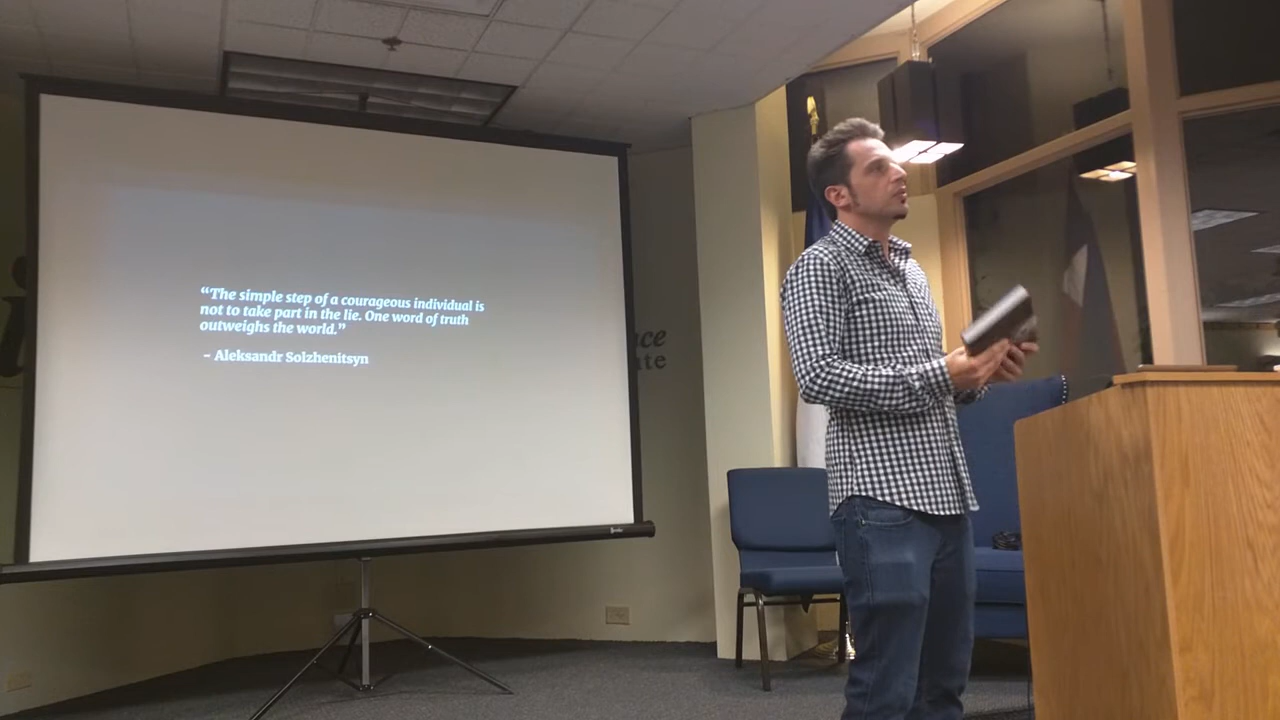 “The simple step of a courageous individual is
not to take part in the lie. One word of truth
outweighs the world.”
– Aleksandr Solzhenitsyn